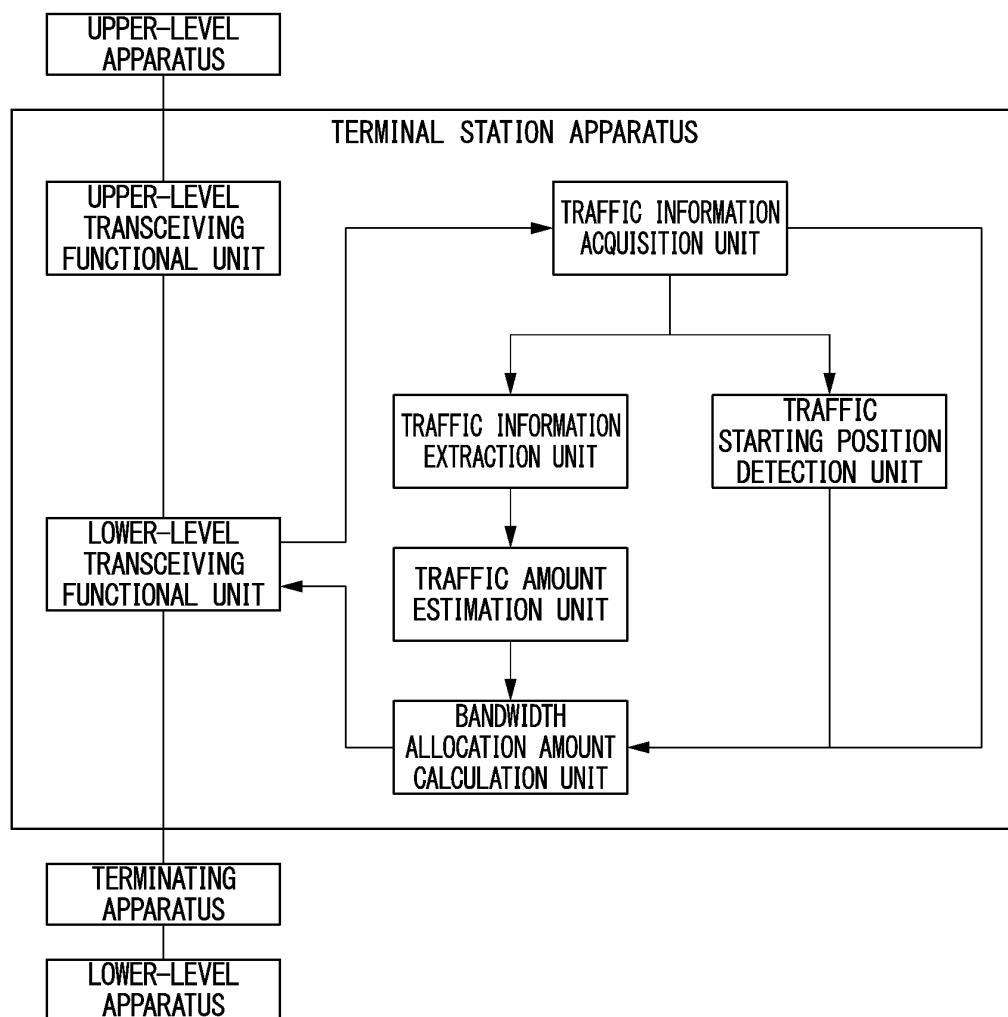 UPPER-LEVEL
APPARATUS
TERMINAL STATION APPARATUS
UPPER-LEVEL
TRANSCEIVING
FUNCTIONAL UNIT
TRAFFIC INFORMATION
ACQUISITION UNIT
TRAFFIC INFORMATION
EXTRACTION UNIT
TRAFFIC
STARTING POSITION
DETECTION UNIT
LOWER-LEVEL
TRANSCEIVING
FUNCTIONAL UNIT
TRAFFIC AMOUNT
ESTIMATION UNIT
BANDWIDTH
ALLOCATION AMOUNT
CALCULATION UNIT
TERMINATING
APPARATUS
LOWER-LEVEL
APPARATUS